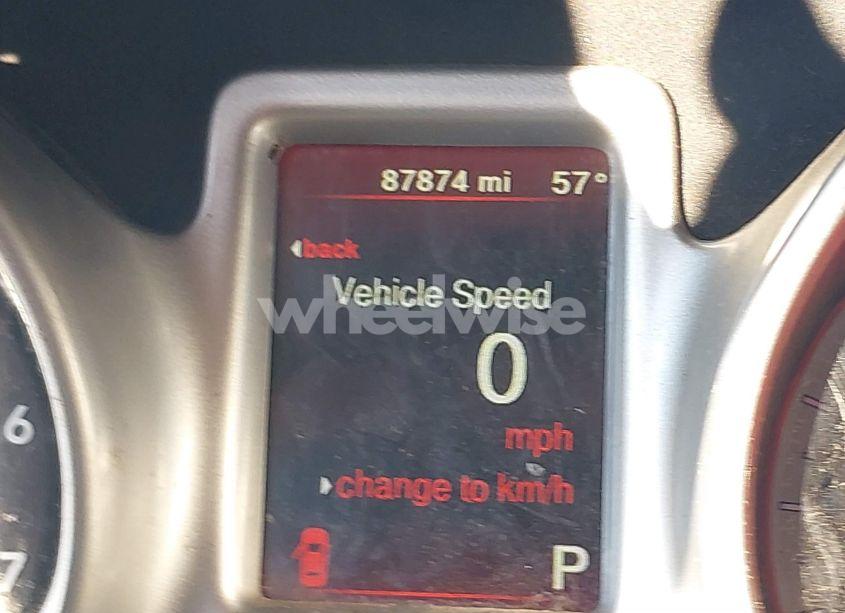 87874 mi 57°
back
Vehicle Speed
wheelwise
0
mph
change to km/h
6
7
P